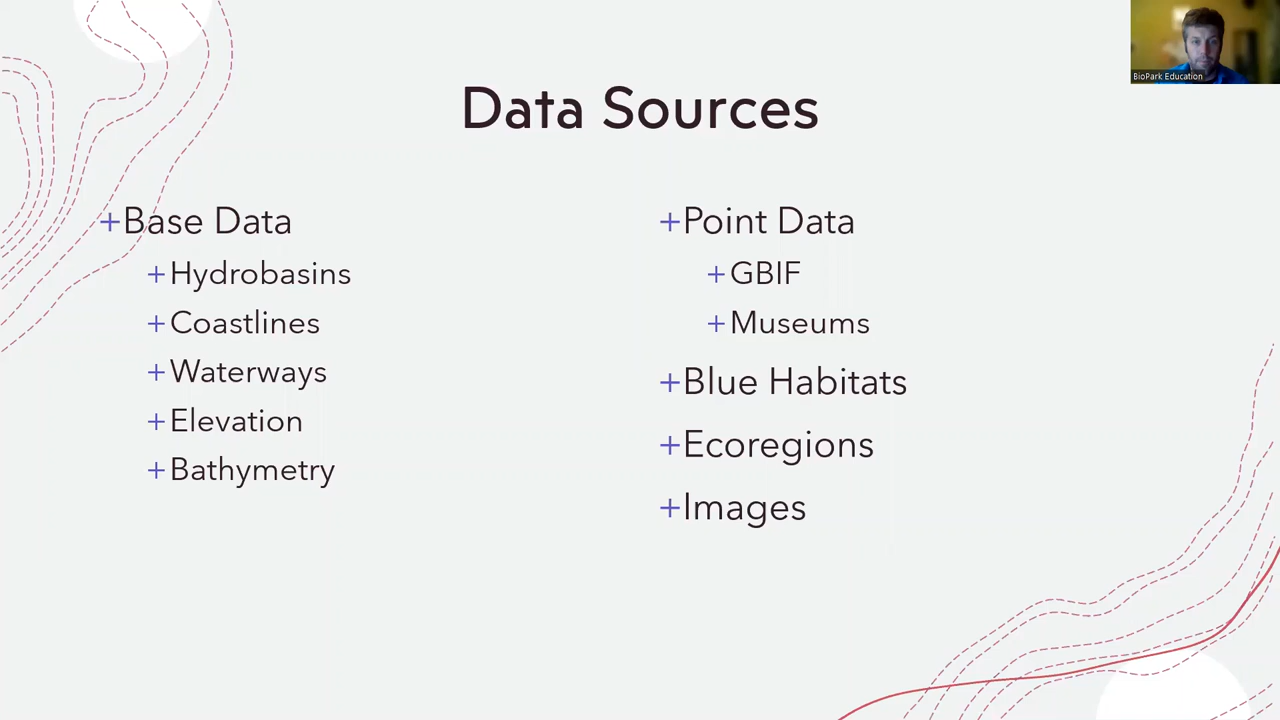 Data Sources
+Base Data
+Hydrobasins
+Coastlines
+Waterways
+Elevation
+Bathymetry
+Point Data
+GBIF
+Museums
+Blue Habitats
+Ecoregions
+Images
BioPark Education